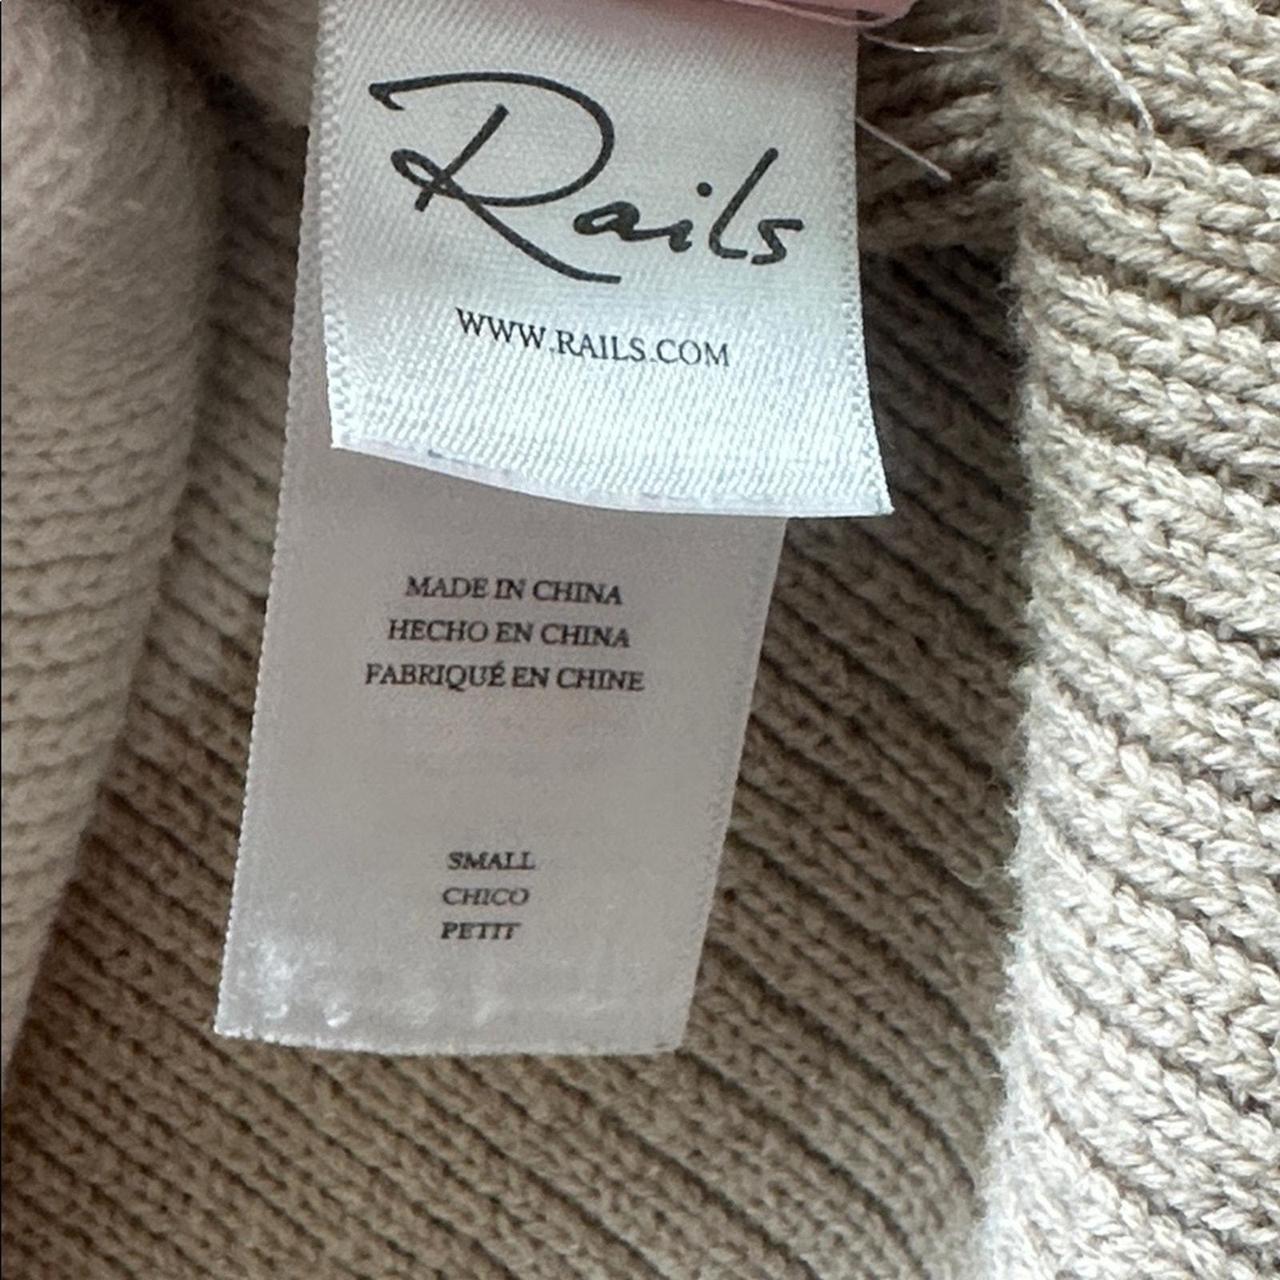 Rails
WWW.RAILS.COM
MADE IN CHINA
HECHO EN CHINA
FABRIQUÉ EN CHINE
SMALL
CHICO
PETIT